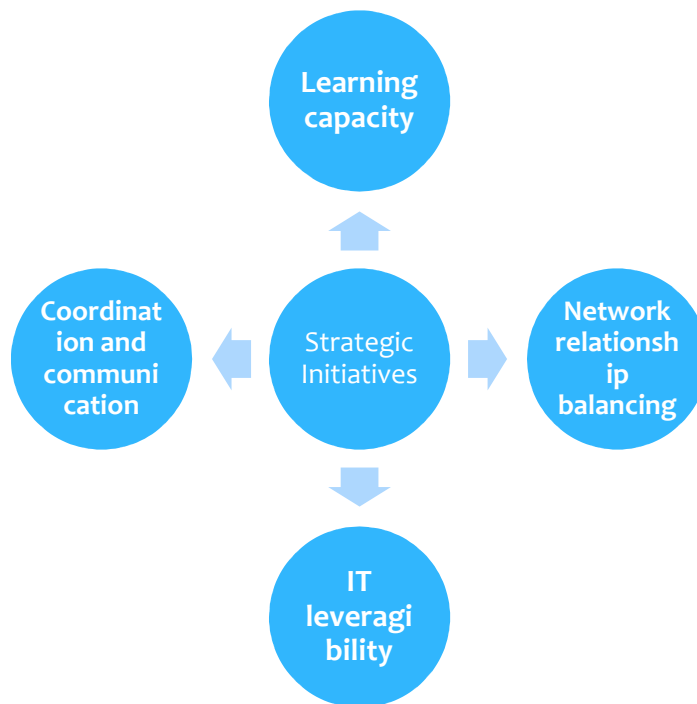 Learning
capacity
Coordinat
ion and
communi
cation
Strategic
Initiatives
Network
relationsh
ip
balancing
IT
leveragi
bility